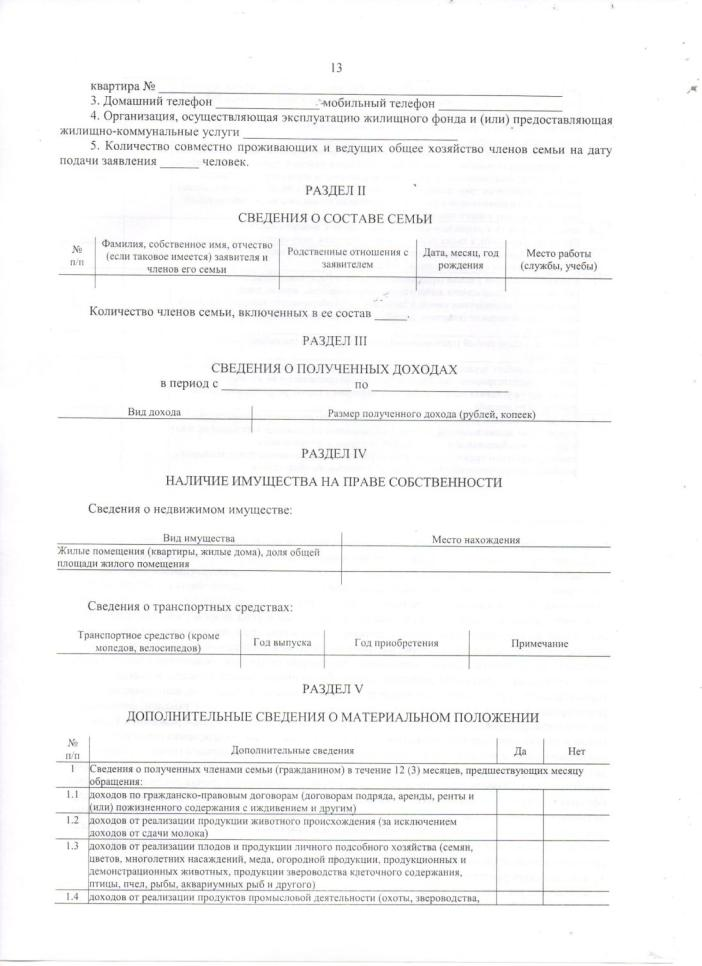 13
квартира № ____
3. Домашний телефон ____ мобильный телефон ____
4. Организация, осуществляющая эксплуатацию жилищного фонда и (или) предоставляющая
жилищно-коммунальные услуги ____
5. Количество совместно проживающих и ведущих общее хозяйство членов семьи на дату
подачи заявления ____ человек.
РАЗДЕЛ II
СВЕДЕНИЯ О СОСТАВЕ СЕМЬИ
№ п/п
Фамилия, собственное имя, отчество
(если таковое имеется) заявителя и
членов его семьи
Родственные отношения с
заявителем
Дата, месяц, год
рождения
Место работы
(службы, учебы)
Количество членов семьи, включенных в ее состав ____.
РАЗДЕЛ III
СВЕДЕНИЯ О ПОЛУЧЕННЫХ ДОХОДАХ
в период с ____ по ____
Вид дохода
Размер полученного дохода (рублей, копеек)
РАЗДЕЛ IV
НАЛИЧИЕ ИМУЩЕСТВА НА ПРАВЕ СОБСТВЕННОСТИ
Сведения о недвижимом имуществе:
Вид имущества
Место нахождения
Жилые помещения (квартиры, жилые дома), доля общей
площади жилого помещения
Сведения о транспортных средствах:
Транспортное средство (кроме
мопедов, велосипедов)
Год выпуска
Год приобретения
Примечание
РАЗДЕЛ V
ДОПОЛНИТЕЛЬНЫЕ СВЕДЕНИЯ О МАТЕРИАЛЬНОМ ПОЛОЖЕНИИ
№ п/п
Дополнительные сведения
Да
Нет
1 Сведения о полученных членами семьи (гражданином) в течение 12 (3) месяцев, предшествующих месяцу
обращения:
1.1 доходов по гражданско-правовым договорам (договорам подряда, аренды, ренты и
(или) пожизненного содержания с иждивением и другим)
1.2 доходов от реализации продукции животного происхождения (за исключением
доходов от сдачи молока)
1.3 доходов от реализации плодов и продукции личного подсобного хозяйства (семян,
цветов, многолетних насаждений, меда, огородной продукции, продукционных и
демонстрационных животных, продукции звероводства клеточного содержания,
птицы, пчел, рыбы, аквариумных рыб и другого)
1.4 доходов от реализации продуктов промысловой деятельности (охоты, звероводства,